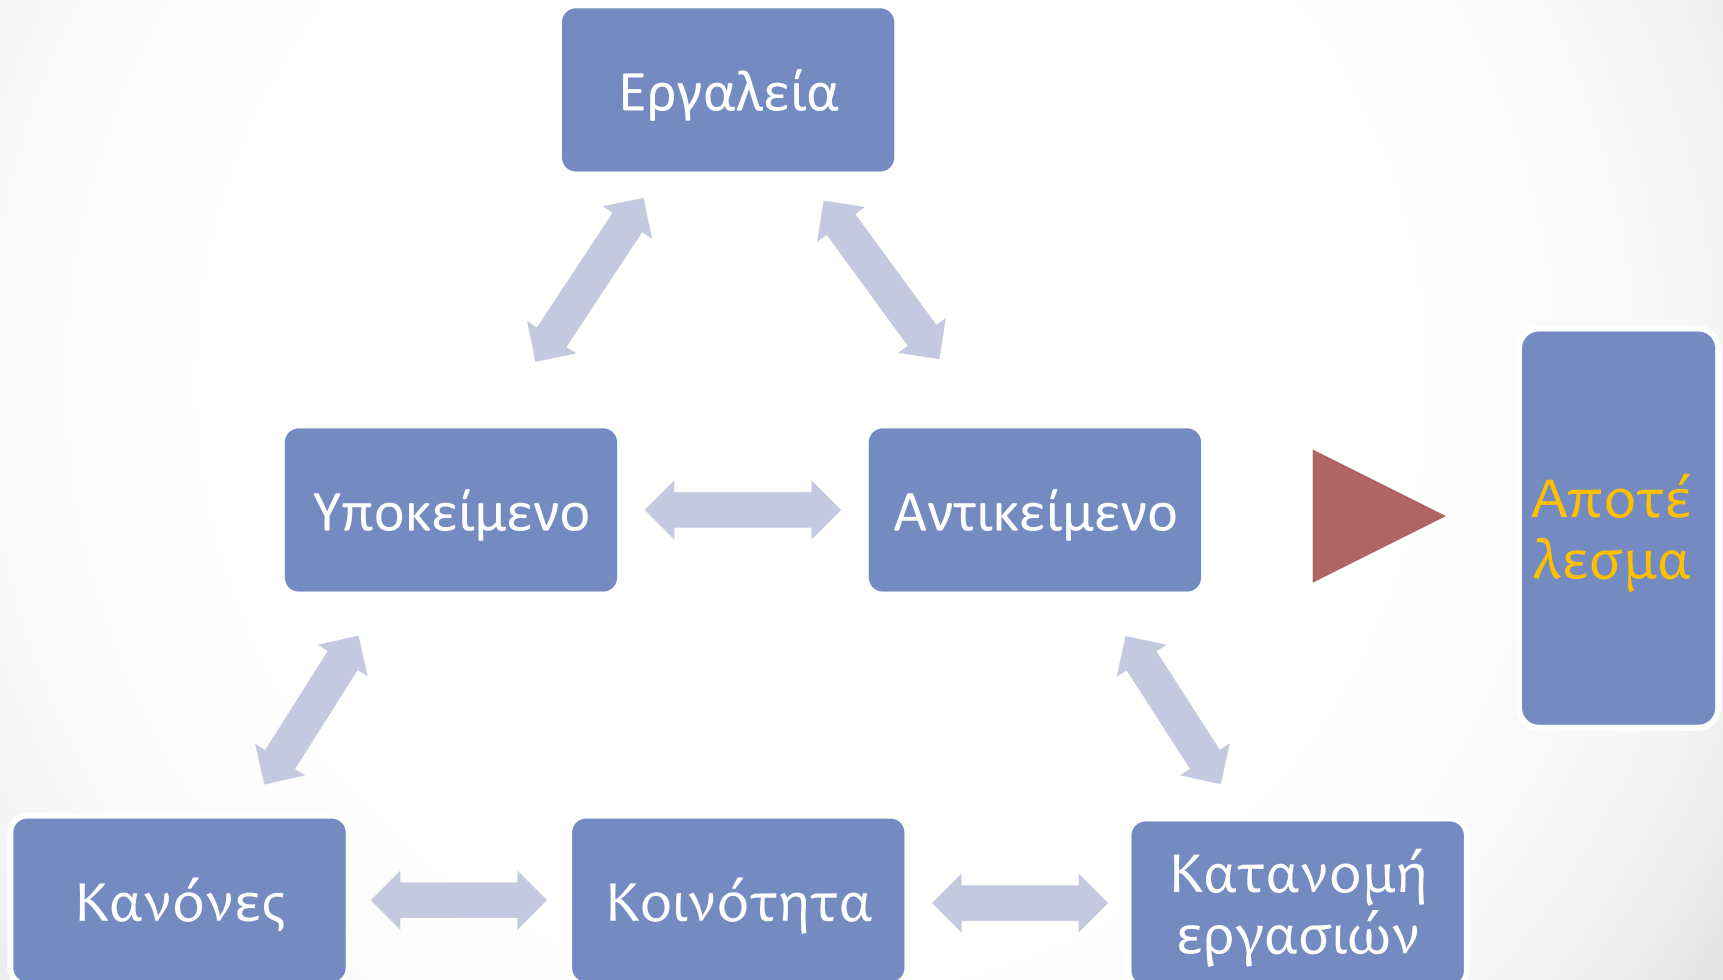 Εργαλεία
Υποκείμενο
Αντικείμενο
Αποτέ
λεσμα
Κανόνες
Κοινότητα
Κατανομή
εργασιών